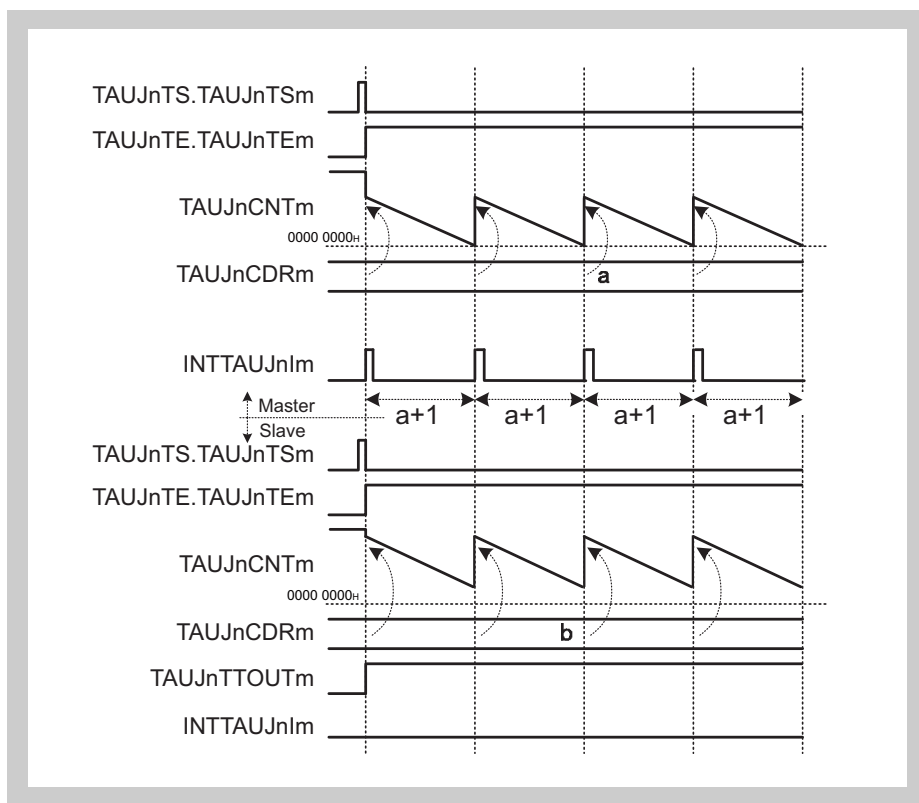 TAUJnTS.TAUJnTSm
TAUJnTE.TAUJnTEm
TAUJnCNTm
0000 0000H
TAUJnCDRm
a
INTTAUJnIm
Master
a+1 a+1 a+1 a+1
Slave
TAUJnTS.TAUJnTSm
TAUJnTE.TAUJnTEm
TAUJnCNTm
0000 0000H
TAUJnCDRm
b
TAUJnTTOUTm
INTTAUJnIm